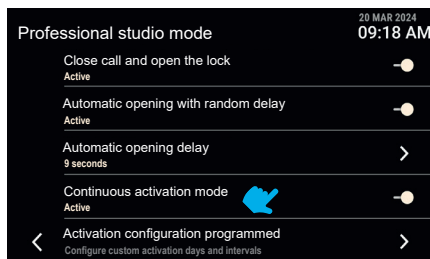 20 MAR 2024
Professional studio mode 09:18 AM
Close call and open the lock
Active
Automatic opening with random delay
Active
Automatic opening delay
9 seconds
Continuous activation mode
Active
Activation configuration programmed
Configure custom activation days and intervals